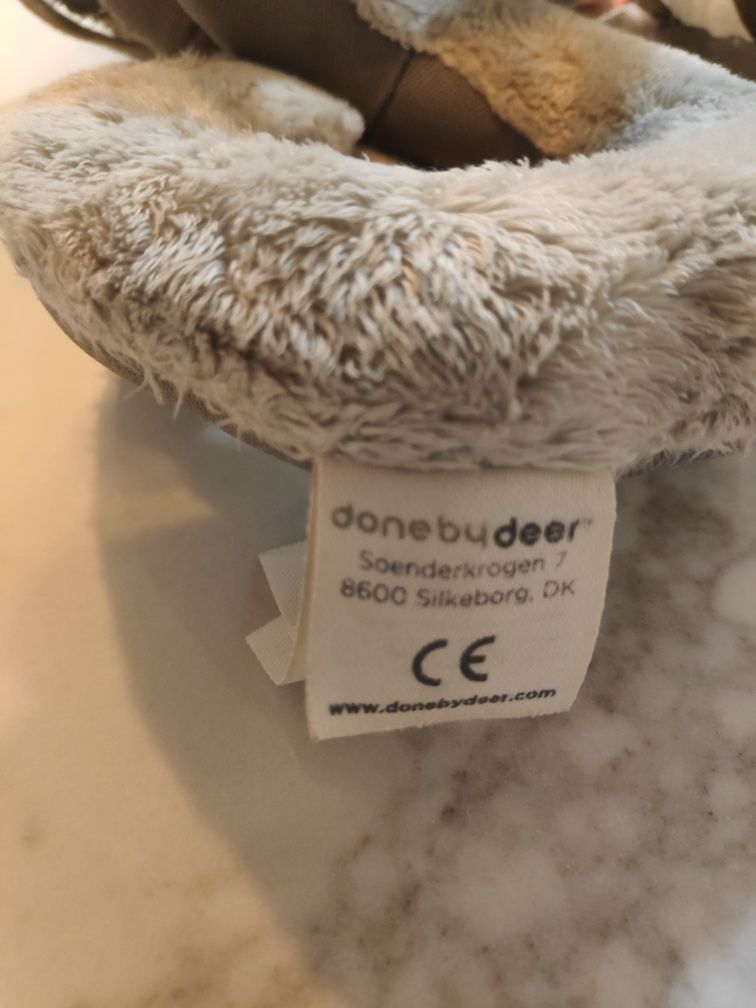 donebydeer™
Soenderkrogen 7
8600 Silkeborg, DK
CE
www.donebydeer.com